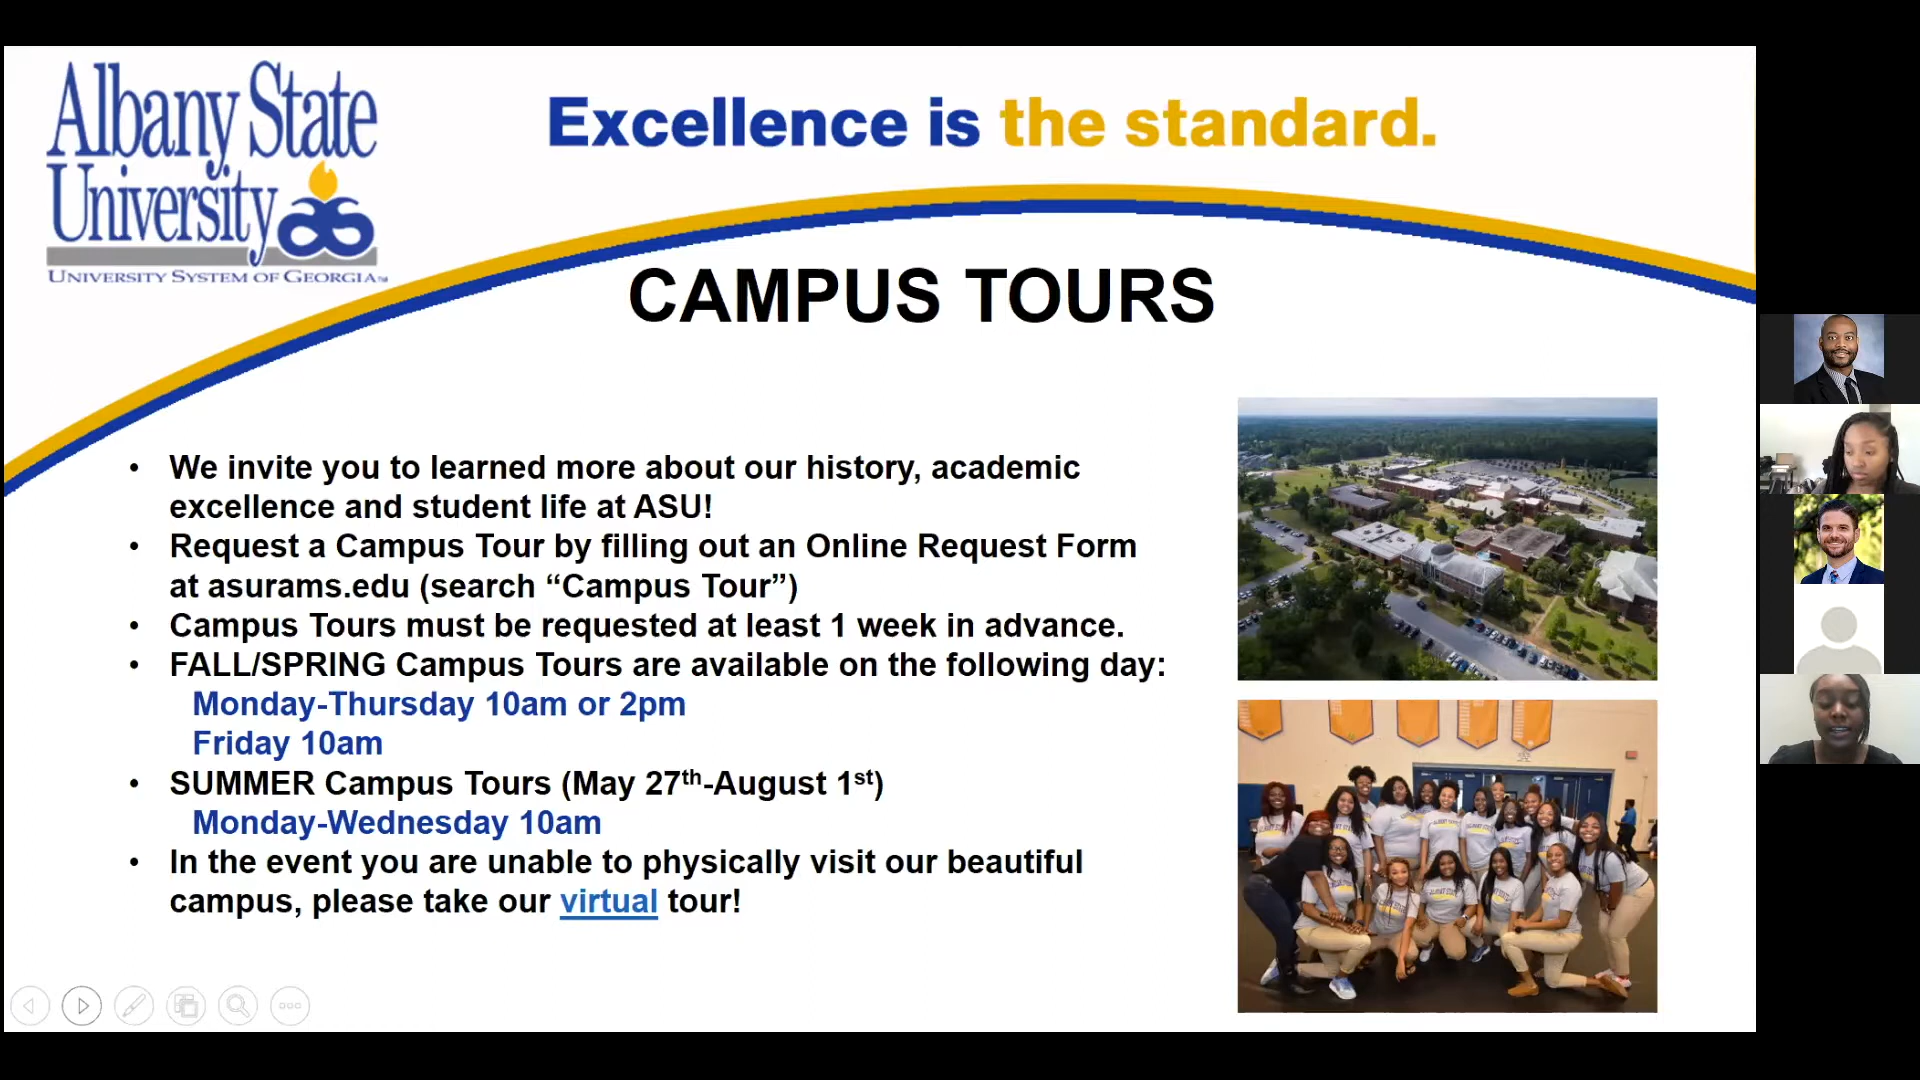 Albany State
University
UNIVERSITY SYSTEM OF GEORGIA™
Excellence is the standard.
CAMPUS TOURS
• We invite you to learned more about our history, academic
excellence and student life at ASU!
• Request a Campus Tour by filling out an Online Request Form
at asurams.edu (search “Campus Tour”)
• Campus Tours must be requested at least 1 week in advance.
• FALL/SPRING Campus Tours are available on the following day:
Monday-Thursday 10am or 2pm
Friday 10am
• SUMMER Campus Tours (May 27th-August 1st)
Monday-Wednesday 10am
• In the event you are unable to physically visit our beautiful
campus, please take our virtual tour!